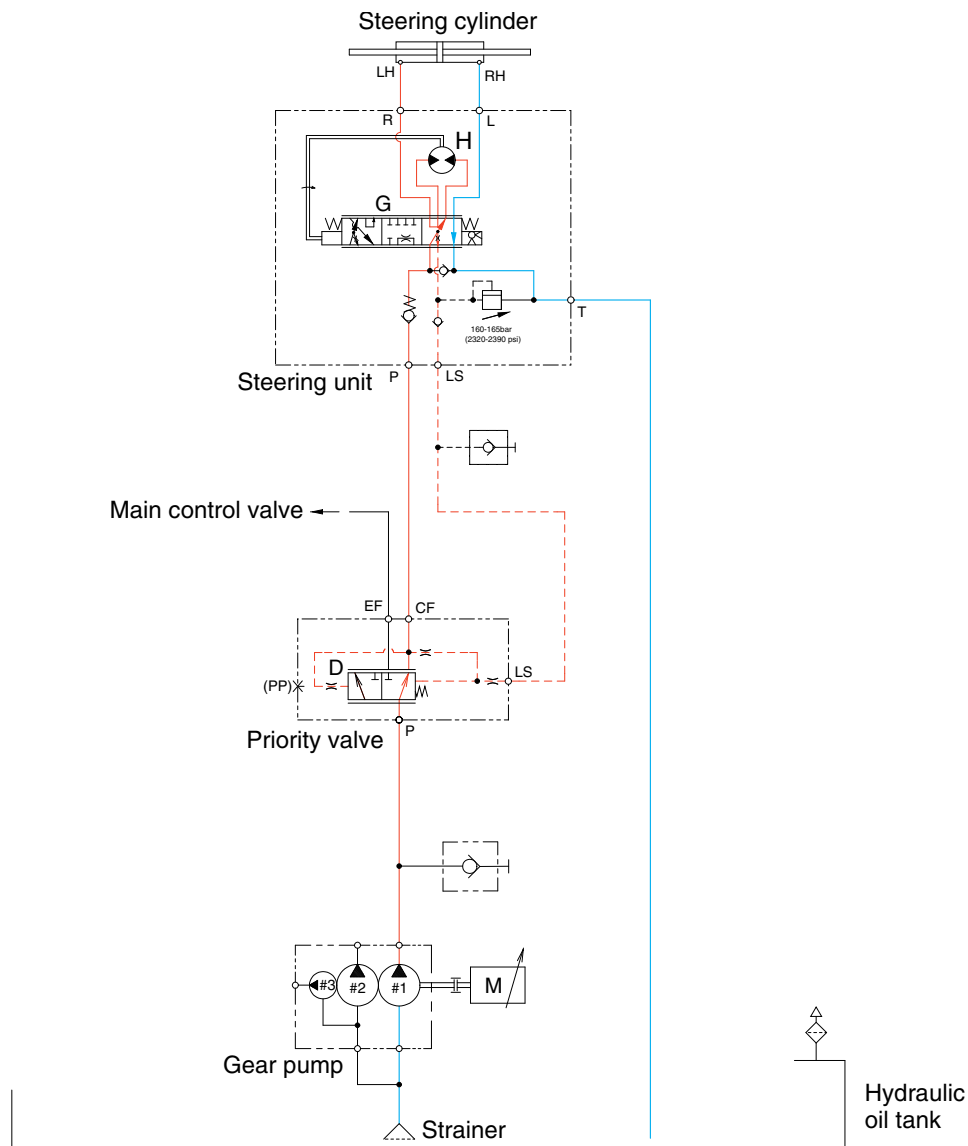 Steering cylinder
LH
RH
R
L
H
G
T
160-165bar
(2320-2390 psi)
Steering unit
P
LS
Main control valve
EF
CF
D
LS
(PP)
P
Priority valve
#3
#2
#1
M
Gear pump
Hydraulic
oil tank
Strainer